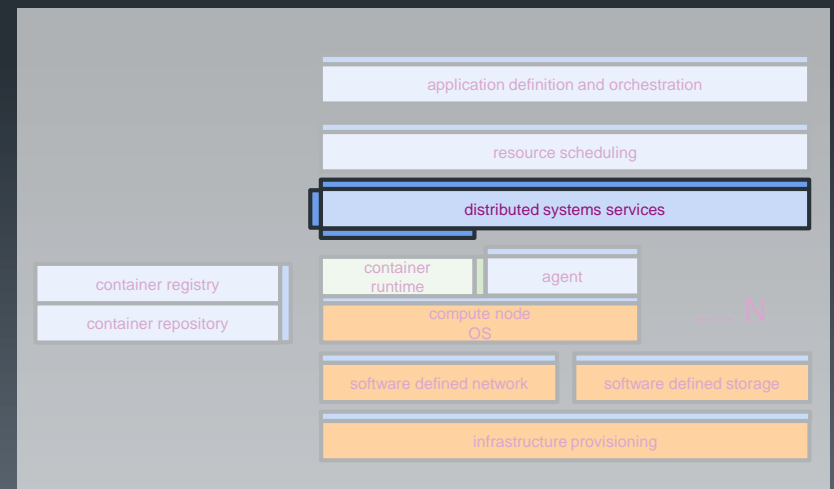 application definition and orchestration
resource scheduling
distributed systems services
container
runtime
agent
container registry
container repository
compute node
OS
... N
software defined network
software defined storage
infrastructure provisioning